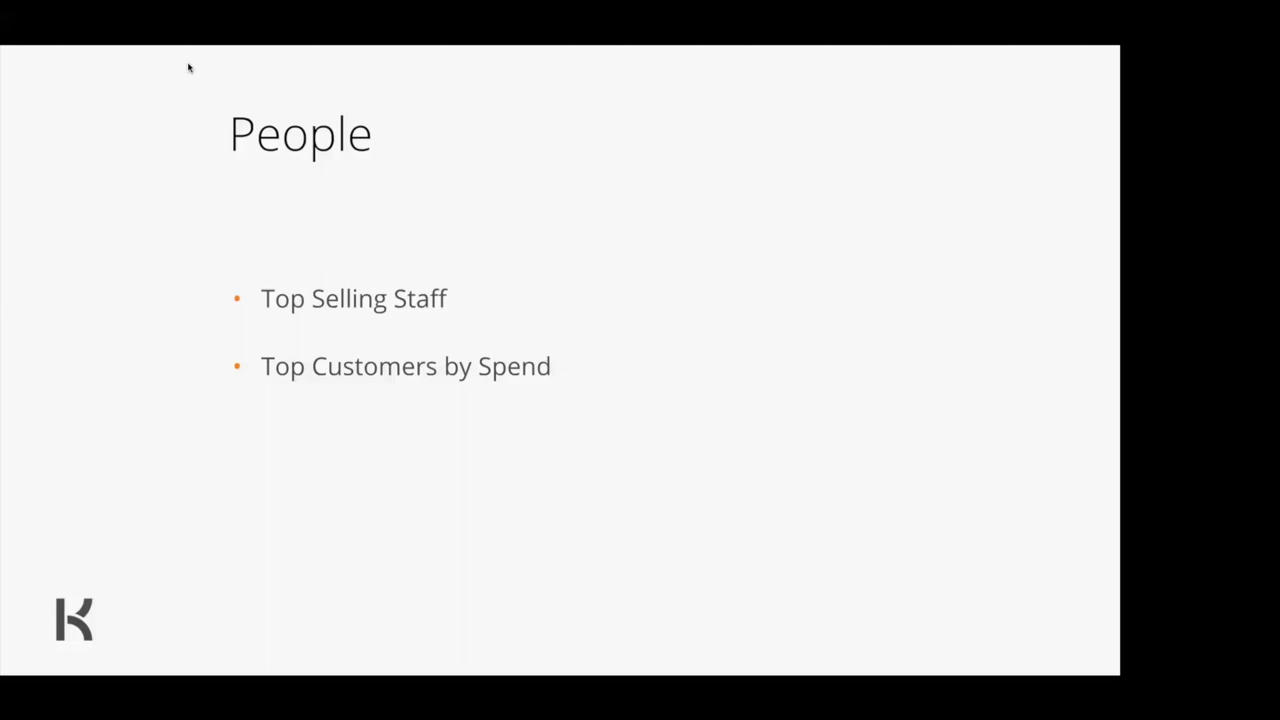 People
• Top Selling Staff
• Top Customers by Spend
K